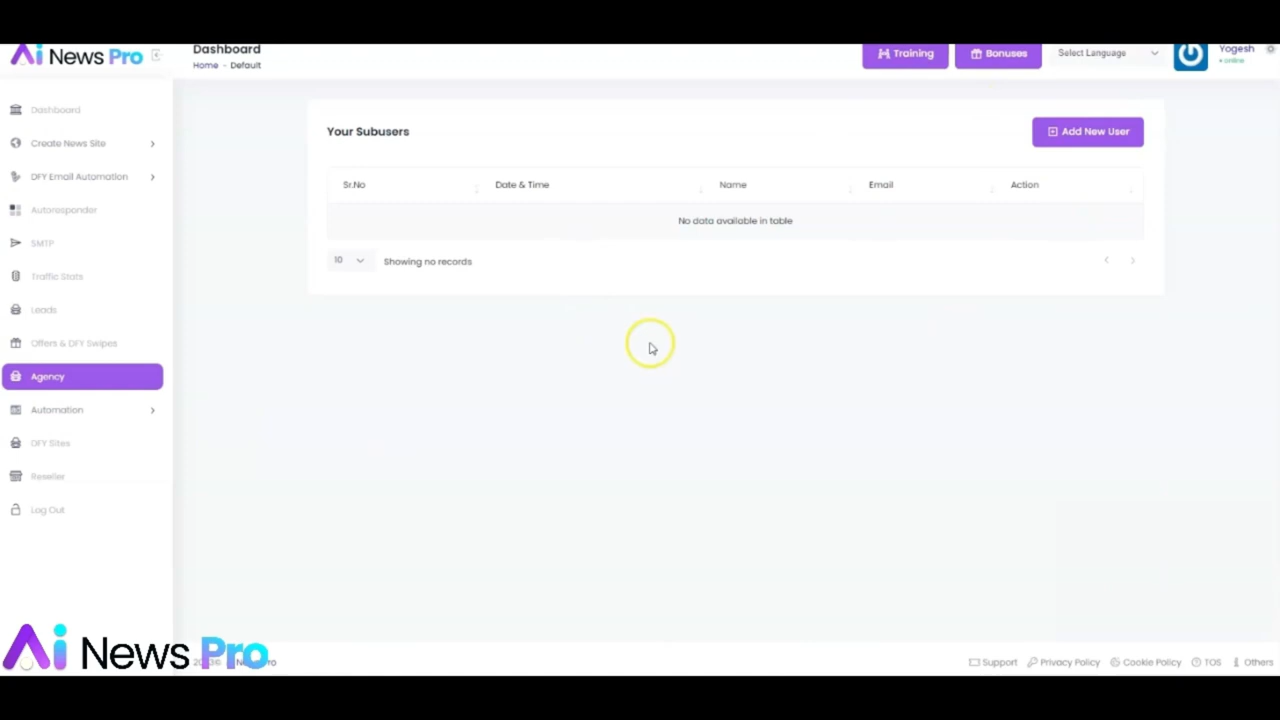 Ai News Pro
Dashboard
Home - Default
Training
Bonuses
Select Language
Yogesh
online
Dashboard
Create News Site
DFY Email Automation
Autoresponder
SMTP
Traffic Stats
Leads
Offers & DFY Swipes
Agency
Automation
DFY Sites
Reseller
Log Out
Your Subusers
Add New User
Sr.No
Date & Time
Name
Email
Action
No data available in table
10
Showing no records
Ai News Pro
Support
Privacy Policy
Cookie Policy
TOS
Others